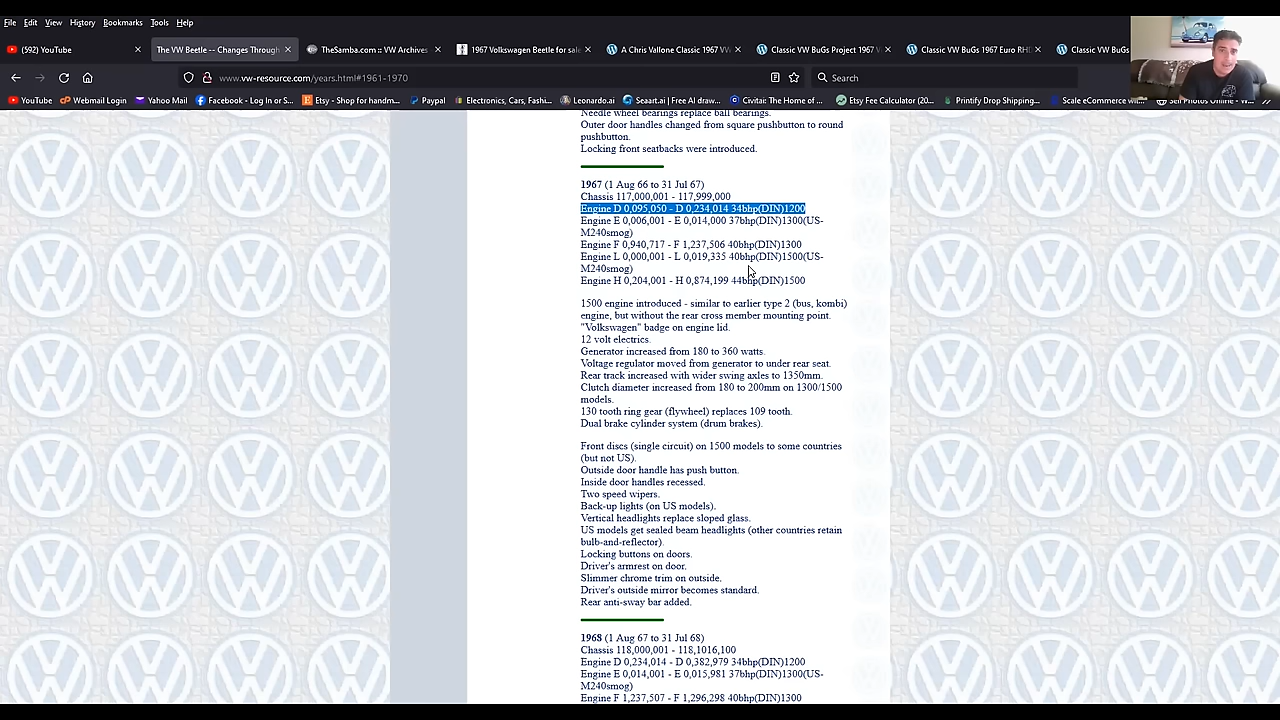 File Edit View History Bookmarks Tools Help
(592) YouTube
The VW Beetle -- Changes Through
TheSamba.com :: VW Archives
1967 Volkswagen Beetle for sale
A Chris Vallone Classic 1967 VW
Classic VW BuGs Project 1967 V
Classic VW BuGs 1967 Euro RHD
Classic VW BuGs
www.vw-resource.com/years.html#1961-1970
Search
YouTube
Webmail Login
Yahoo Mail
Facebook - Log In or S...
Etsy - Shop for handm...
Paypal
Electronics, Cars, Fashi...
Leonardo.ai
Seaart.ai | Free AI draw...
Civitai: The Home of ...
Etsy Fee Calculator (20...
Printify Drop Shipping...
Scale eCommerce wi...
Sell Photos Online - W...
Needle wheel bearings replace ball bearings.
Outer door handles changed from square pushbutton to round
pushbutton.
Locking front seatbacks were introduced.
1967 (1 Aug 66 to 31 Jul 67)
Chassis 117,000,001 - 117,999,000
Engine D 0,095,050 - D 0,234,014 34bhp(DIN)1200
Engine E 0,006,001 - E 0,014,000 37bhp(DIN)1300(US-
M240smog)
Engine F 0,940,717 - F 1,237,506 40bhp(DIN)1300
Engine L 0,000,001 - L 0,019,335 40bhp(DIN)1500(US-
M240smog)
Engine H 0,204,001 - H 0,874,199 44bhp(DIN)1500
1500 engine introduced - similar to earlier type 2 (bus, kombi)
engine, but without the rear cross member mounting point.
"Volkswagen" badge on engine lid.
12 volt electrics.
Generator increased from 180 to 360 watts.
Voltage regulator moved from generator to under rear seat.
Rear track increased with wider swing axles to 1350mm.
Clutch diameter increased from 180 to 200mm on 1300/1500
models.
130 tooth ring gear (flywheel) replaces 109 tooth.
Dual brake cylinder system (drum brakes).
Front discs (single circuit) on 1500 models to some countries
(but not US).
Outside door handle has push button.
Inside door handles recessed.
Two speed wipers.
Back-up lights (on US models).
Vertical headlights replace sloped glass.
US models get sealed beam headlights (other countries retain
bulb-and-reflector).
Locking buttons on doors.
Driver's armrest on door.
Slimmer chrome trim on outside.
Driver's outside mirror becomes standard.
Rear anti-sway bar added.
1968 (1 Aug 67 to 31 Jul 68)
Chassis 118,000,001 - 118,1016,100
Engine D 0,234,014 - D 0,382,979 34bhp(DIN)1200
Engine E 0,014,001 - E 0,015,981 37bhp(DIN)1300(US-
M240smog)
Engine F 1,237,507 - F 1,296,298 40bhp(DIN)1300